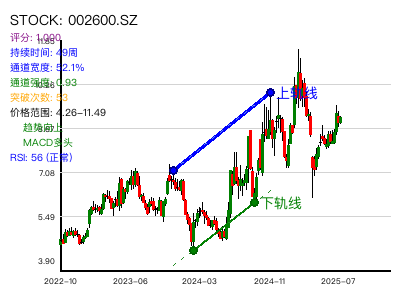 STOCK: 002600.SZ
评分: 1.000
持续时间: 49周
通道宽度: 52.1%
通道强度: 0.93
突破次数: 53
价格范围: 4.26-11.49
趋势向上
MACD多头
RSI: 56 (正常)
上轨线
下轨线
7.08
5.49
3.90
2022-10
2023-06
2024-03
2024-11
2025-07